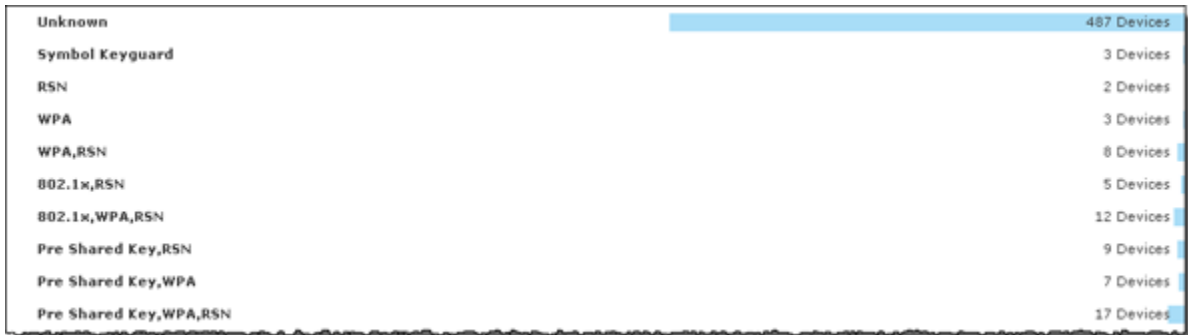 Unknown 487 Devices
Symbol Keyguard 3 Devices
RSN 2 Devices
WPA 3 Devices
WPA,RSN 8 Devices
802.1x,RSN 5 Devices
802.1x,WPA,RSN 12 Devices
Pre Shared Key,RSN 9 Devices
Pre Shared Key,WPA 7 Devices
Pre Shared Key,WPA,RSN 17 Devices